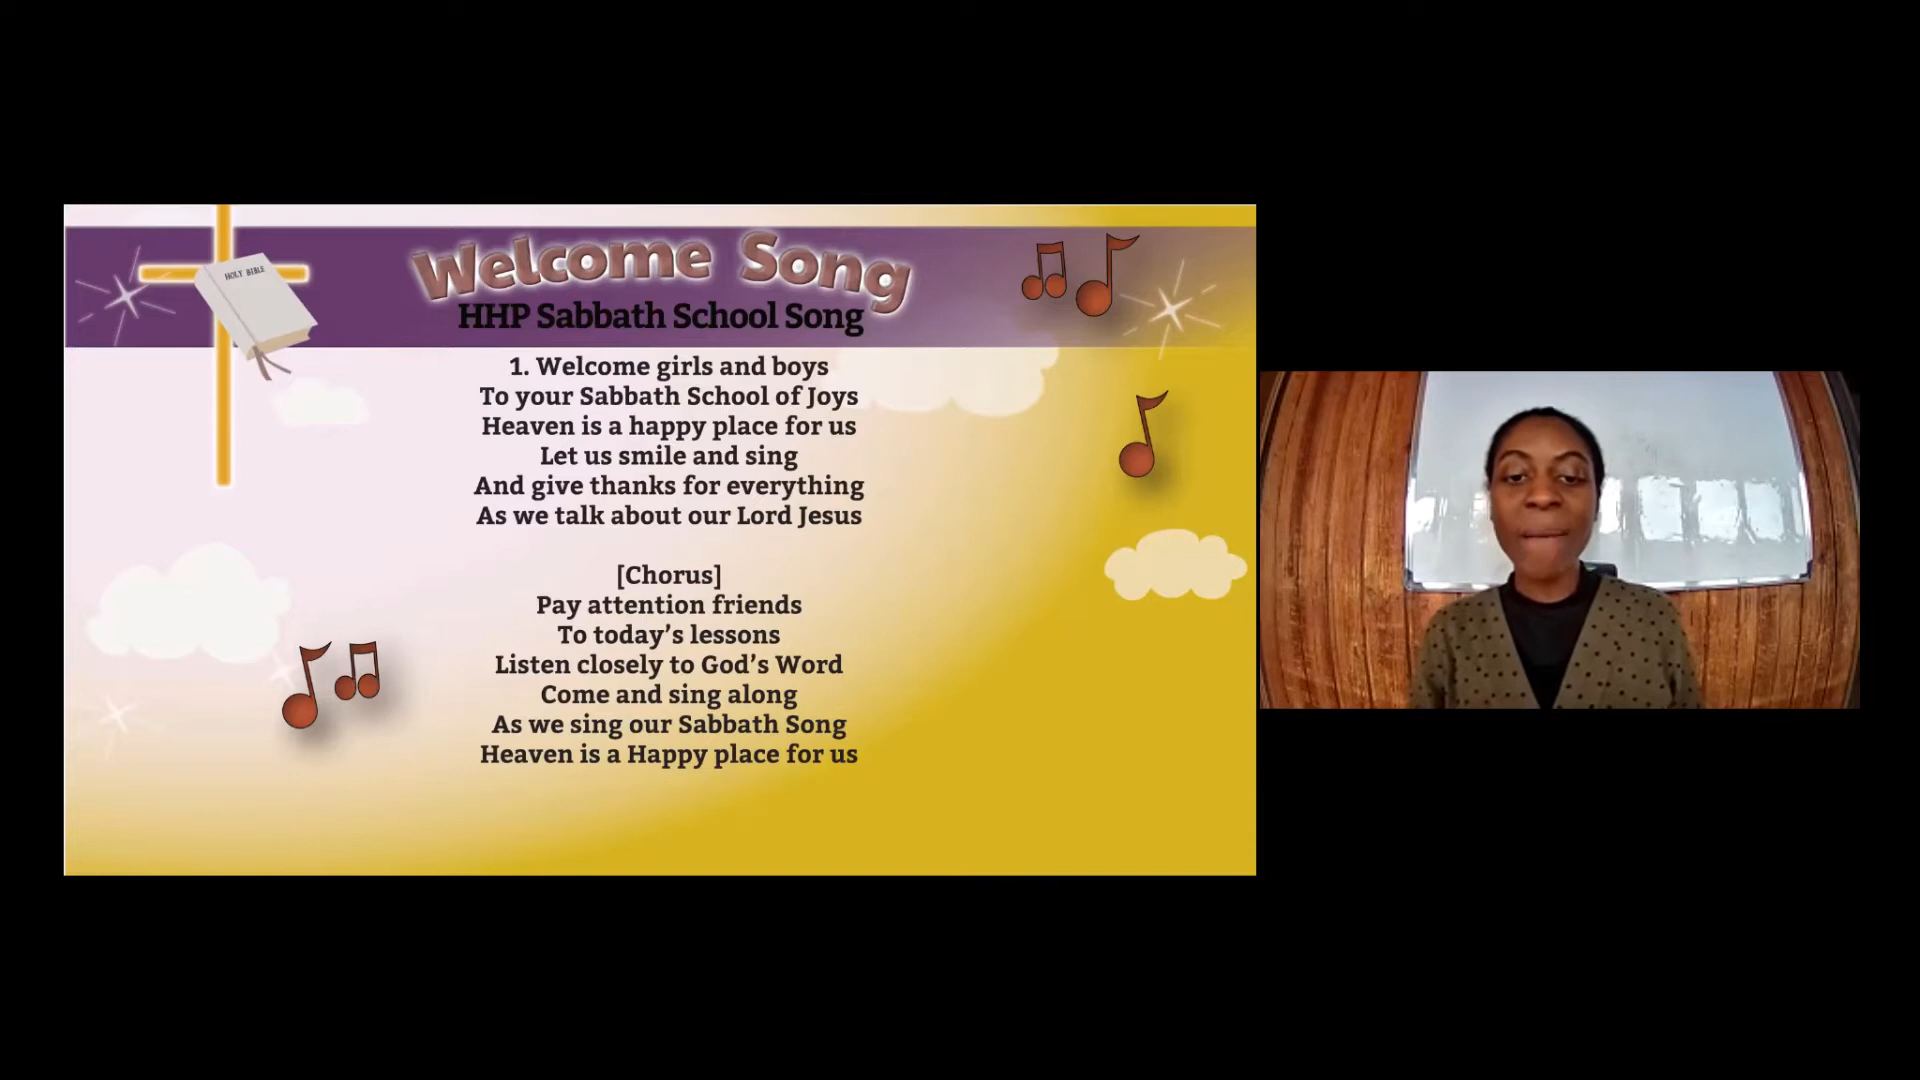 HOLY BIBLE
Welcome Song
HHP Sabbath School Song
1. Welcome girls and boys
To your Sabbath School of Joys
Heaven is a happy place for us
Let us smile and sing
And give thanks for everything
As we talk about our Lord Jesus
[Chorus]
Pay attention friends
To today’s lessons
Listen closely to God’s Word
Come and sing along
As we sing our Sabbath Song
Heaven is a Happy place for us